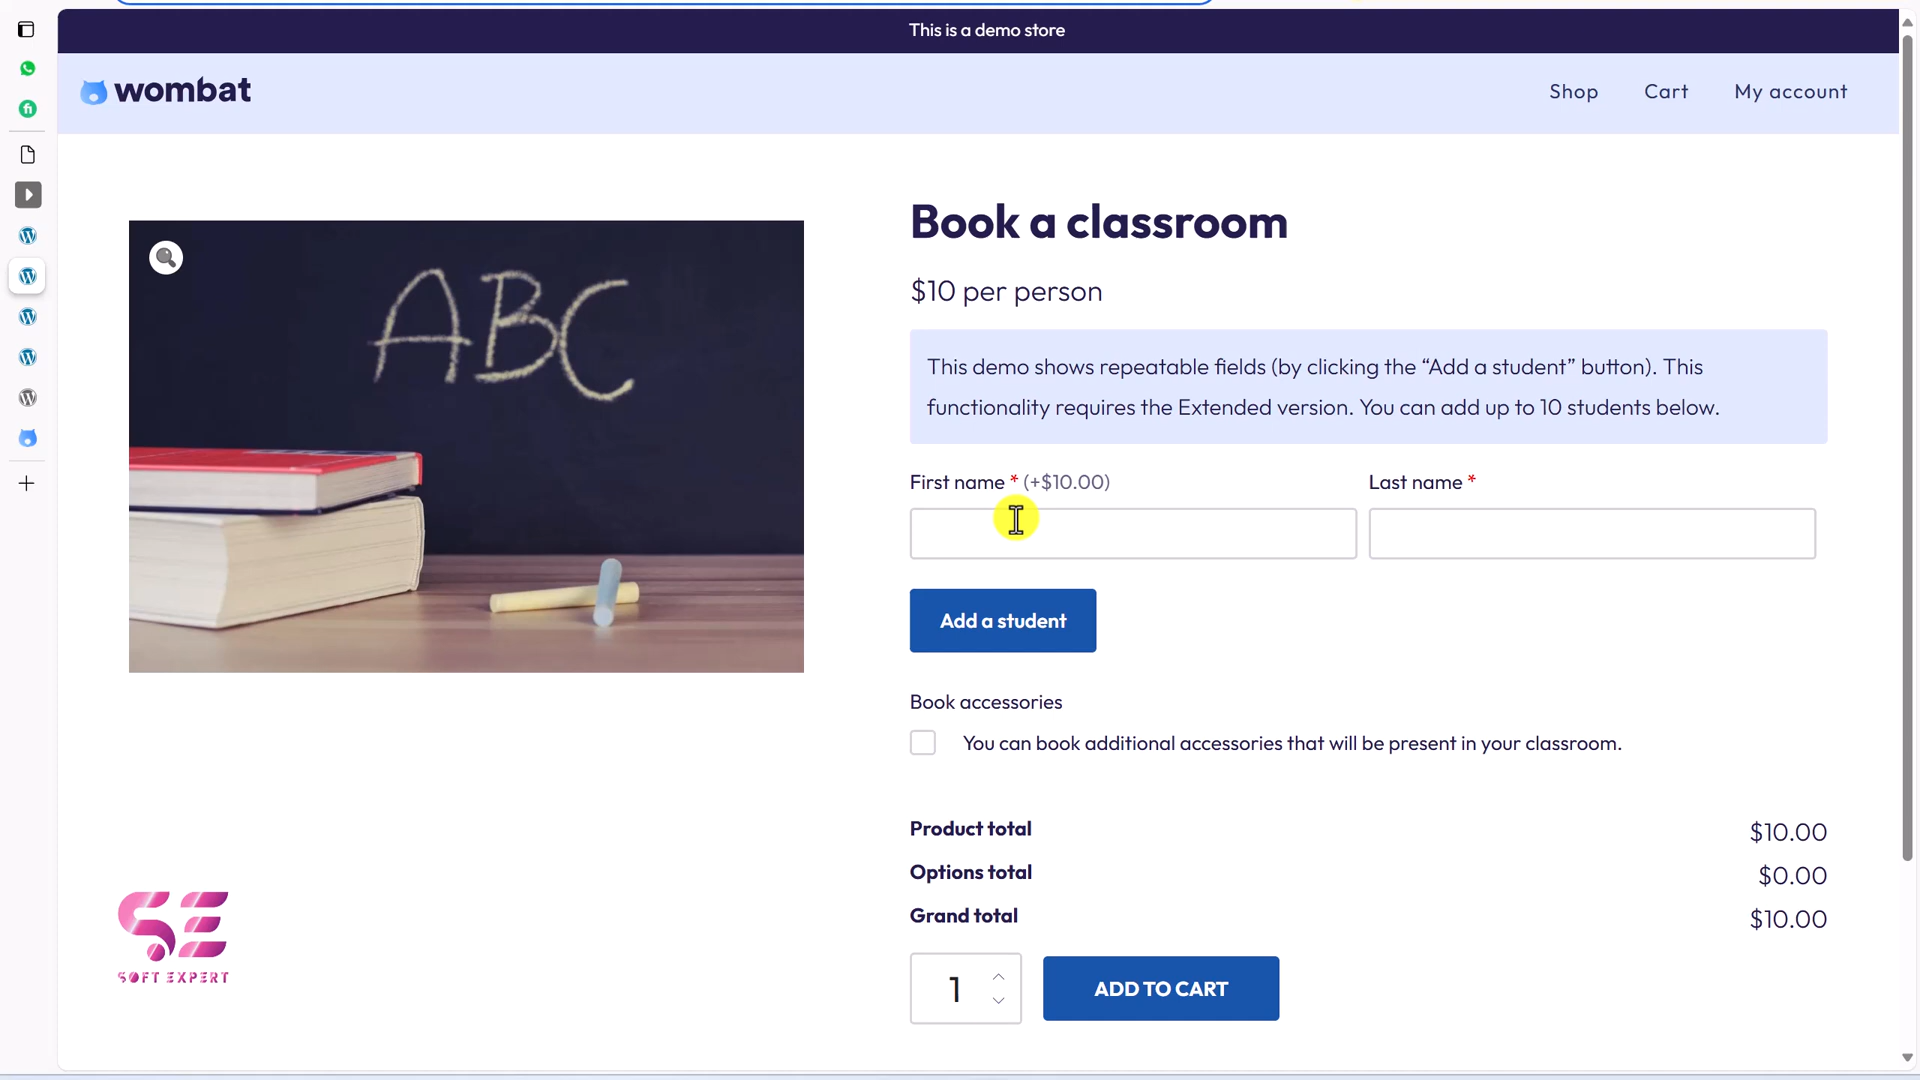 This is a demo store
wombat
Shop Cart My account
ABC
Book a classroom
$10 per person
This demo shows repeatable fields (by clicking the “Add a student” button). This
functionality requires the Extended version. You can add up to 10 students below.
First name * (+$10.00) Last name *
Add a student
Book accessories
You can book additional accessories that will be present in your classroom.
Product total $10.00
Options total $0.00
Grand total $10.00
1 ADD TO CART
SE
SOFT EXPERT